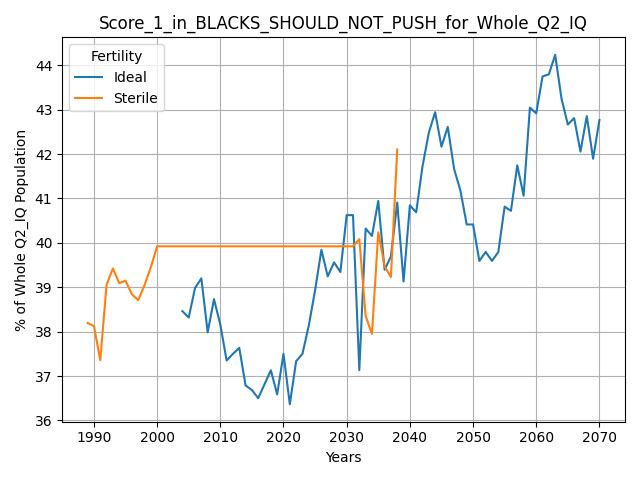 Score_1_in_BLACKS_SHOULD_NOT_PUSH_for_Whole_Q2_IQ
Fertility
Ideal
Sterile
% of Whole Q2_IQ Population
44
43
42
41
40
39
38
37
36
1990 2000 2010 2020 2030 2040 2050 2060 2070
Years